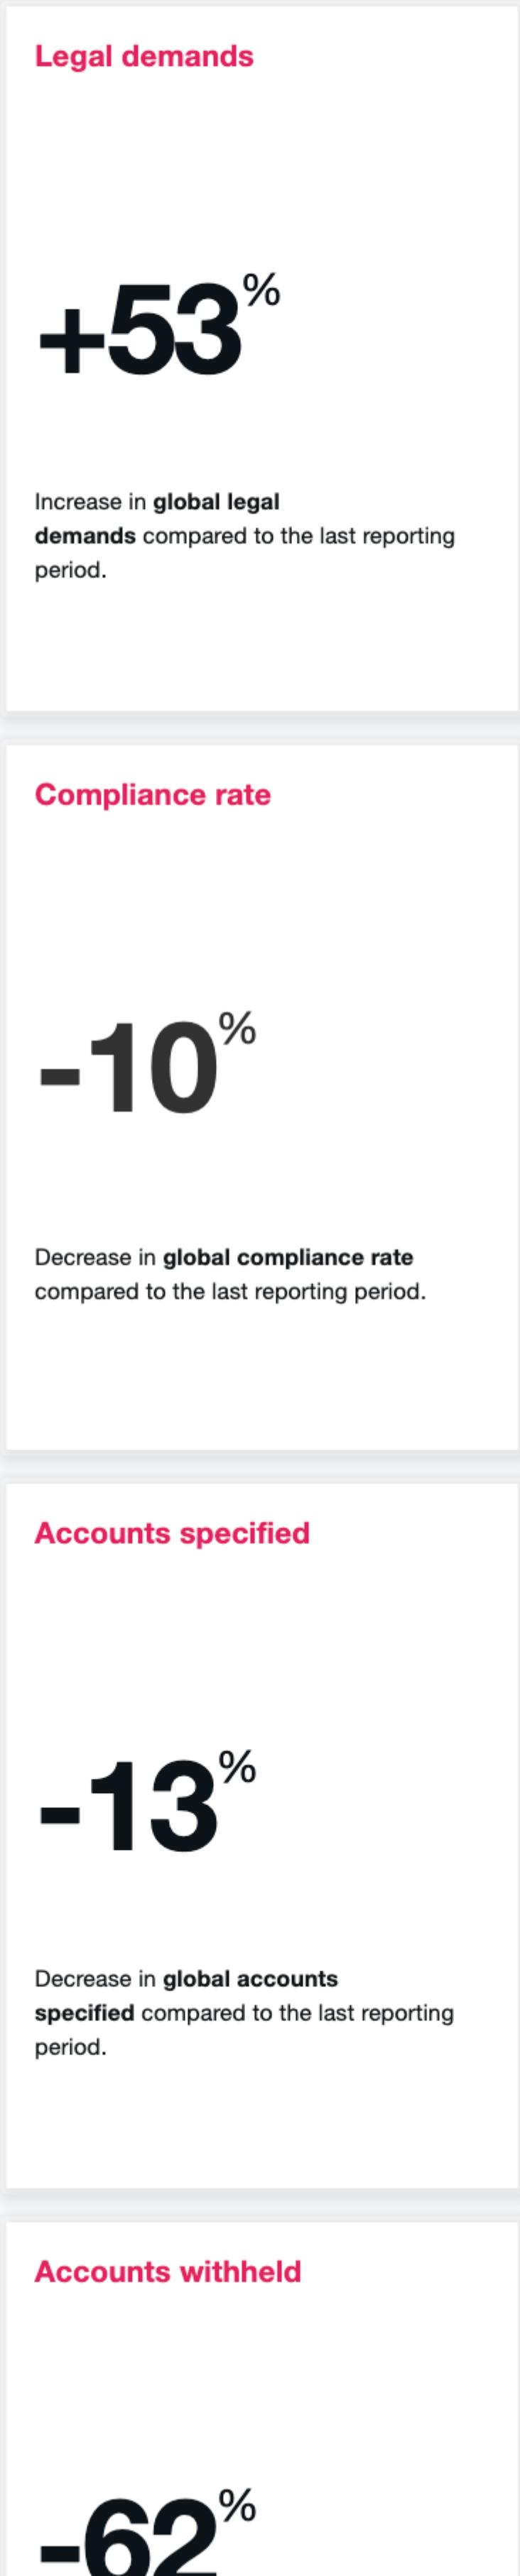 Legal demands
+53%
Increase in global legal
demands compared to the last reporting
period.
Compliance rate
-10%
Decrease in global compliance rate
compared to the last reporting period.
Accounts specified
-13%
Decrease in global accounts
specified compared to the last reporting
period.
Accounts withheld
-62%